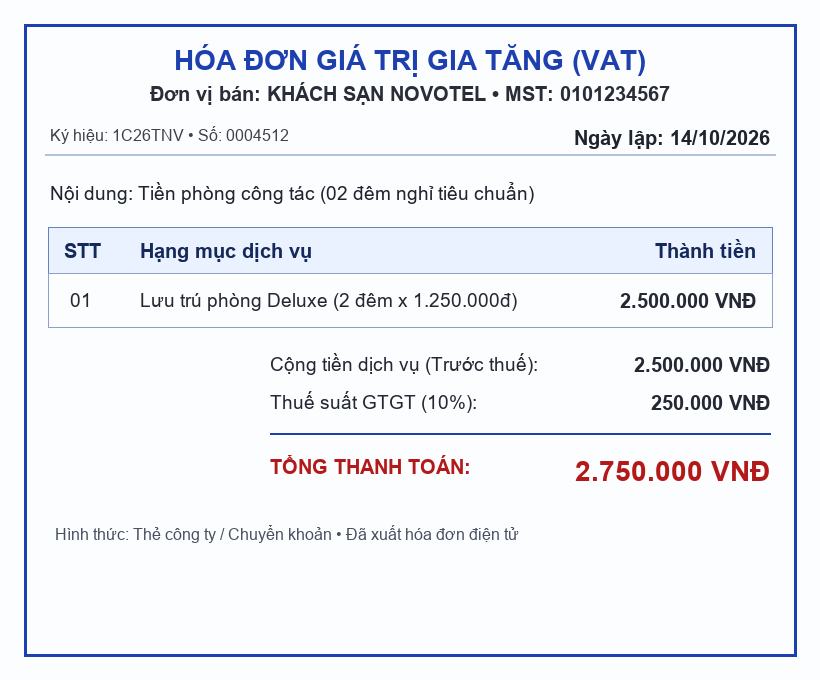 HÓA ĐƠN GIÁ TRỊ GIA TĂNG (VAT)
Đơn vị bán: KHÁCH SẠN NOVOTEL • MST: 0101234567
Ký hiệu: 1C26TNV • Số: 0004512
Ngày lập: 14/10/2026
Nội dung: Tiền phòng công tác (02 đêm nghỉ tiêu chuẩn)
STT Hạng mục dịch vụ Thành tiền
01 Lưu trú phòng Deluxe (2 đêm x 1.250.000đ) 2.500.000 VNĐ
Cộng tiền dịch vụ (Trước thuế): 2.500.000 VNĐ
Thuế suất GTGT (10%): 250.000 VNĐ
TỔNG THANH TOÁN: 2.750.000 VNĐ
Hình thức: Thẻ công ty / Chuyển khoản • Đã xuất hóa đơn điện tử